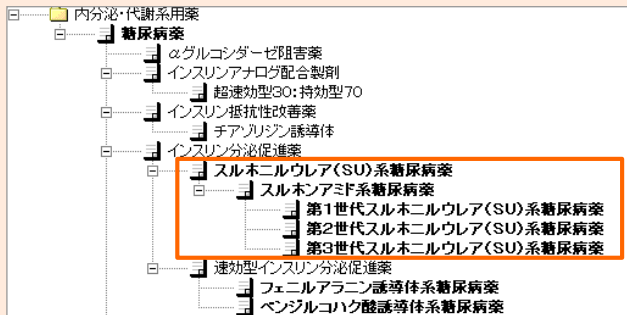 内分泌・代謝系用薬
糖尿病薬
αグルコシダーゼ阻害薬
インスリンアナログ配合製剤
超速効型30：持効型70
インスリン抵抗性改善薬
チアゾリジン誘導体
インスリン分泌促進薬
スルホニルウレア(SU)系糖尿病薬
スルホンアミド系糖尿病薬
第1世代スルホニルウレア(SU)系糖尿病薬
第2世代スルホニルウレア(SU)系糖尿病薬
第3世代スルホニルウレア(SU)系糖尿病薬
速効型インスリン分泌促進薬
フェニルアラニン誘導体系糖尿病薬
ベンジルコハク酸誘導体系糖尿病薬